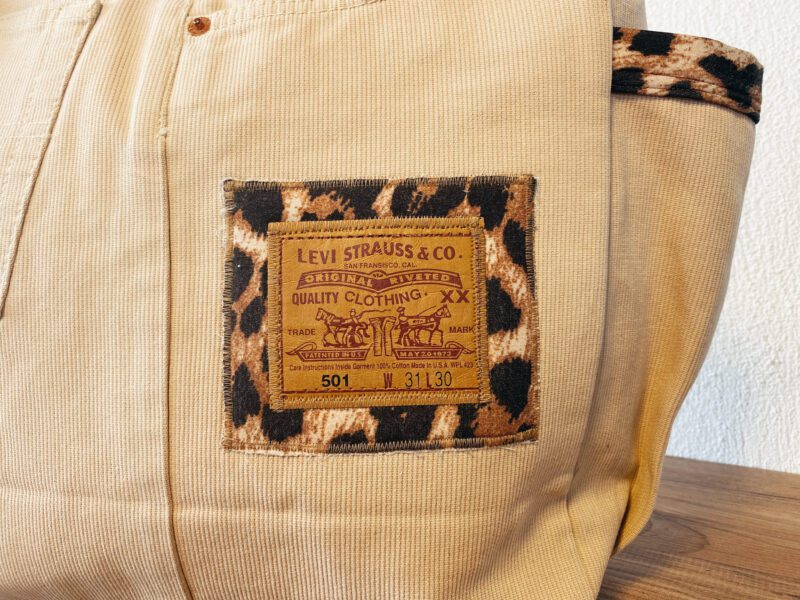 LEVI STRAUSS & CO.
SAN FRANSISCO, CAL.
ORIGINAL RIVETED
QUALITY CLOTHING XX
TRADE MARK
PATENTED IN U.S. MAY 20 1873
Care Instructions Inside Garment 100% Cotton Made in U.S.A. WPL 423
501 W 31 L 30